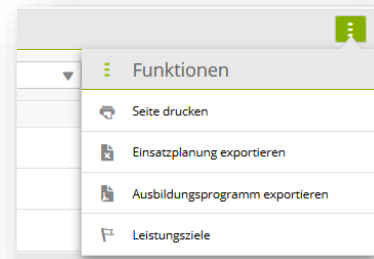 Funktionen
Seite drucken
Einsatzplanung exportieren
Ausbildungsprogramm exportieren
Leistungsziele